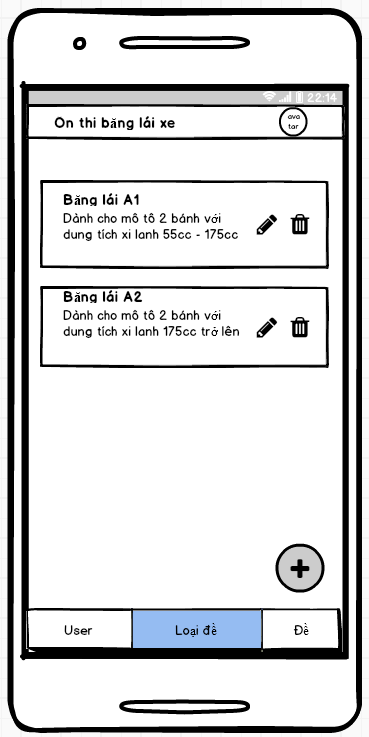 22:14
On thi băng lái xe
ava
tar
Băng lái A1
Dành cho mô tô 2 bánh với
dung tích xi lanh 55cc - 175cc
Băng lái A2
Dành cho mô tô 2 bánh với
dung tích xi lanh 175cc trở lên
User
Loại đề
Đề